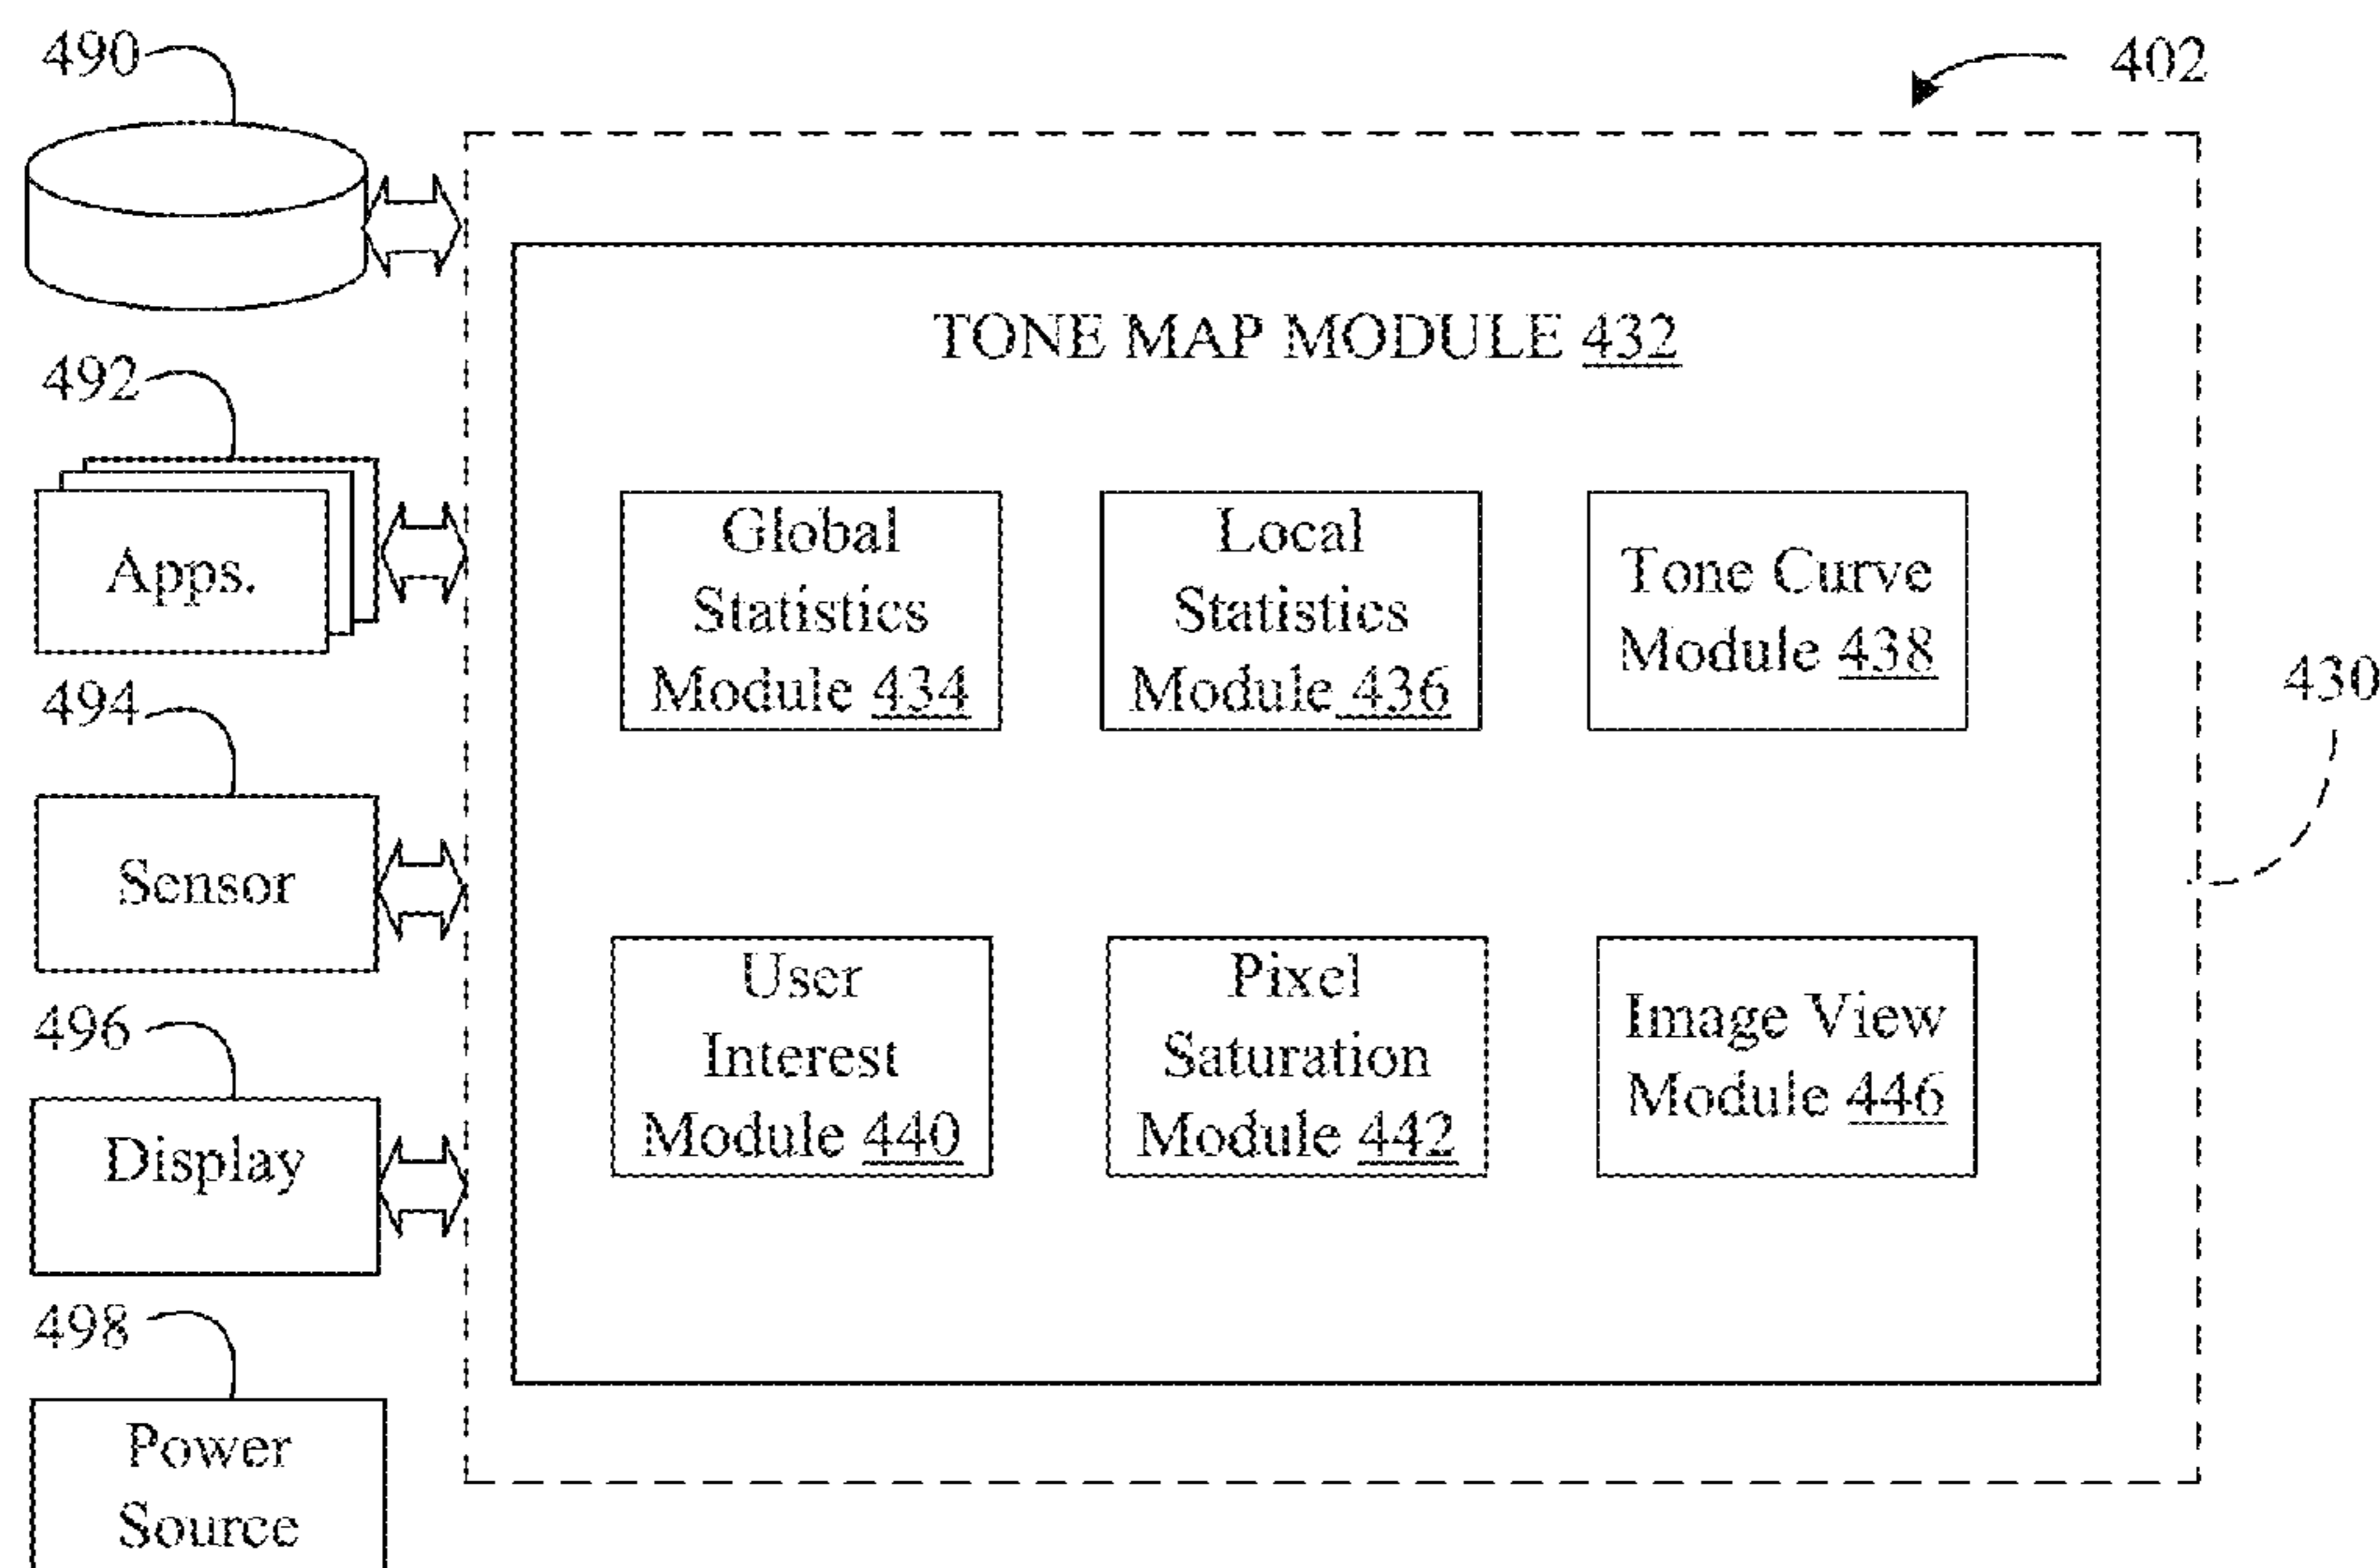 490
402
TONE MAP MODULE 432
492
Apps.
Global
Statistics
Module 434
Local
Statistics
Module 436
Tone Curve
Module 438
430
494
Sensor
User
Interest
Module 440
Pixel
Saturation
Module 442
Image View
Module 446
496
Display
498
Power
Source